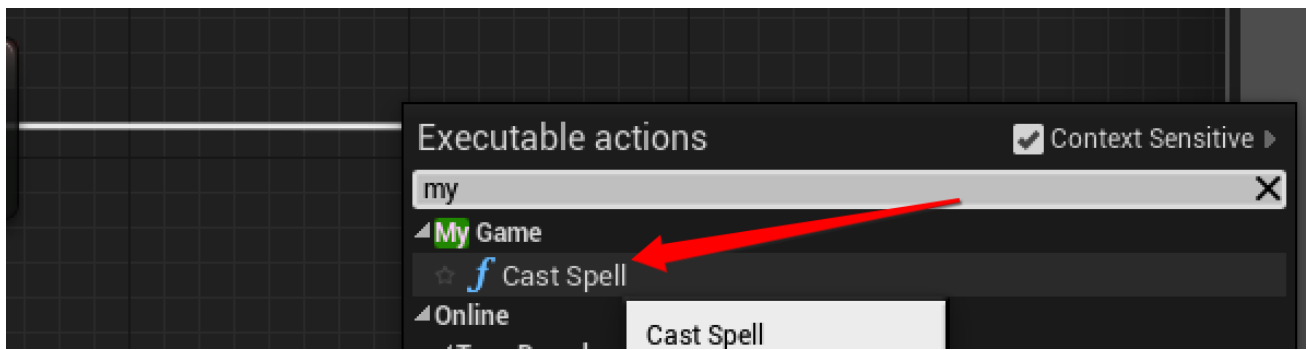 Executable actions
Context Sensitive
my
My Game
f Cast Spell
Online
Cast Spell